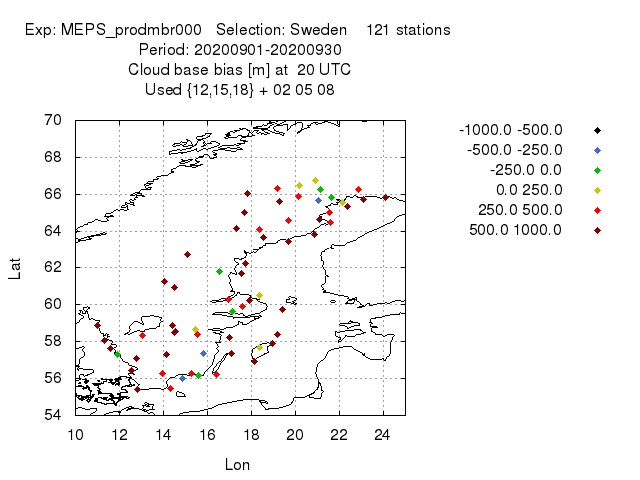 Exp: MEPS_prodmbr000 Selection: Sweden 121 stations
Period: 20200901-20200930
Cloud base bias [m] at 20 UTC
Used {12,15,18} + 02 05 08
-1000.0 -500.0
-500.0 -250.0
-250.0 0.0
0.0 250.0
250.0 500.0
500.0 1000.0
70
68
66
64
62
60
58
56
54
Lat
10 12 14 16 18 20 22 24
Lon